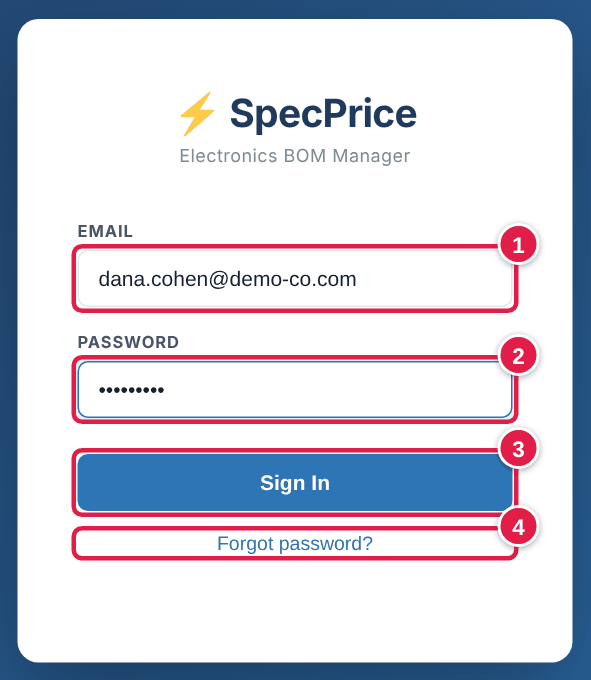 ⚡ SpecPrice
Electronics BOM Manager
EMAIL
1
dana.cohen@demo-co.com
PASSWORD
2
•••••••••
3
Sign In
4
Forgot password?